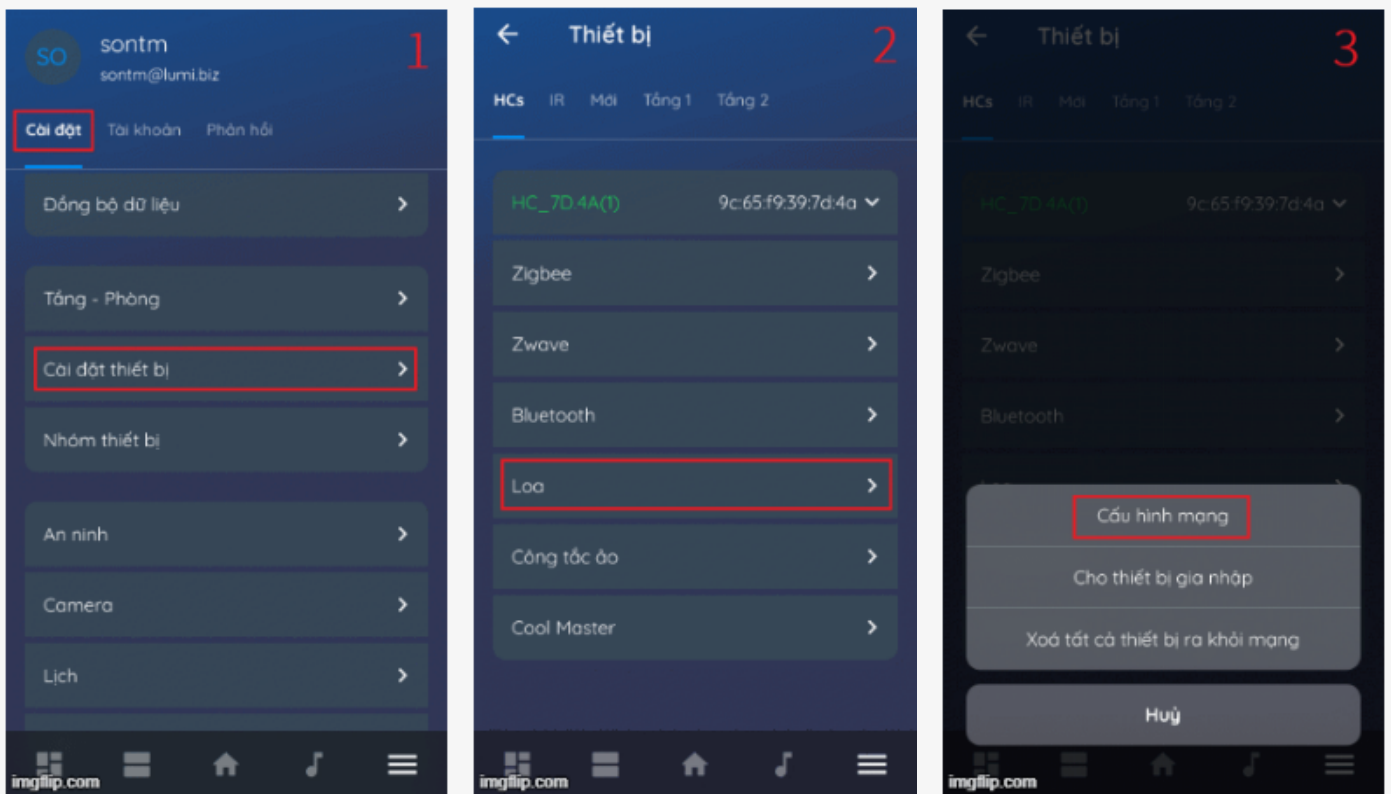 SO
sontm
sontm@lumi.biz
1
Cài đặt
Tài khoản
Phản hồi
Đồng bộ dữ liệu
Tầng - Phòng
Cài đặt thiết bị
Nhóm thiết bị
An ninh
Camera
Lịch
imgflip.com
Thiết bị
2
HCs
IR
Mới
Tầng 1
Tầng 2
HC_7D:4A(1)
9c:65:f9:39:7d:4a
Zigbee
Zwave
Bluetooth
Loa
Công tắc ảo
Cool Master
imgflip.com
Thiết bị
3
HCs
IR
Mới
Tầng 1
Tầng 2
HC_7D:4A(1)
9c:65:f9:39:7d:4a
Zigbee
Zwave
Bluetooth
Cấu hình mạng
Cho thiết bị gia nhập
Xoá tất cả thiết bị ra khỏi mạng
Huỷ
imgflip.com